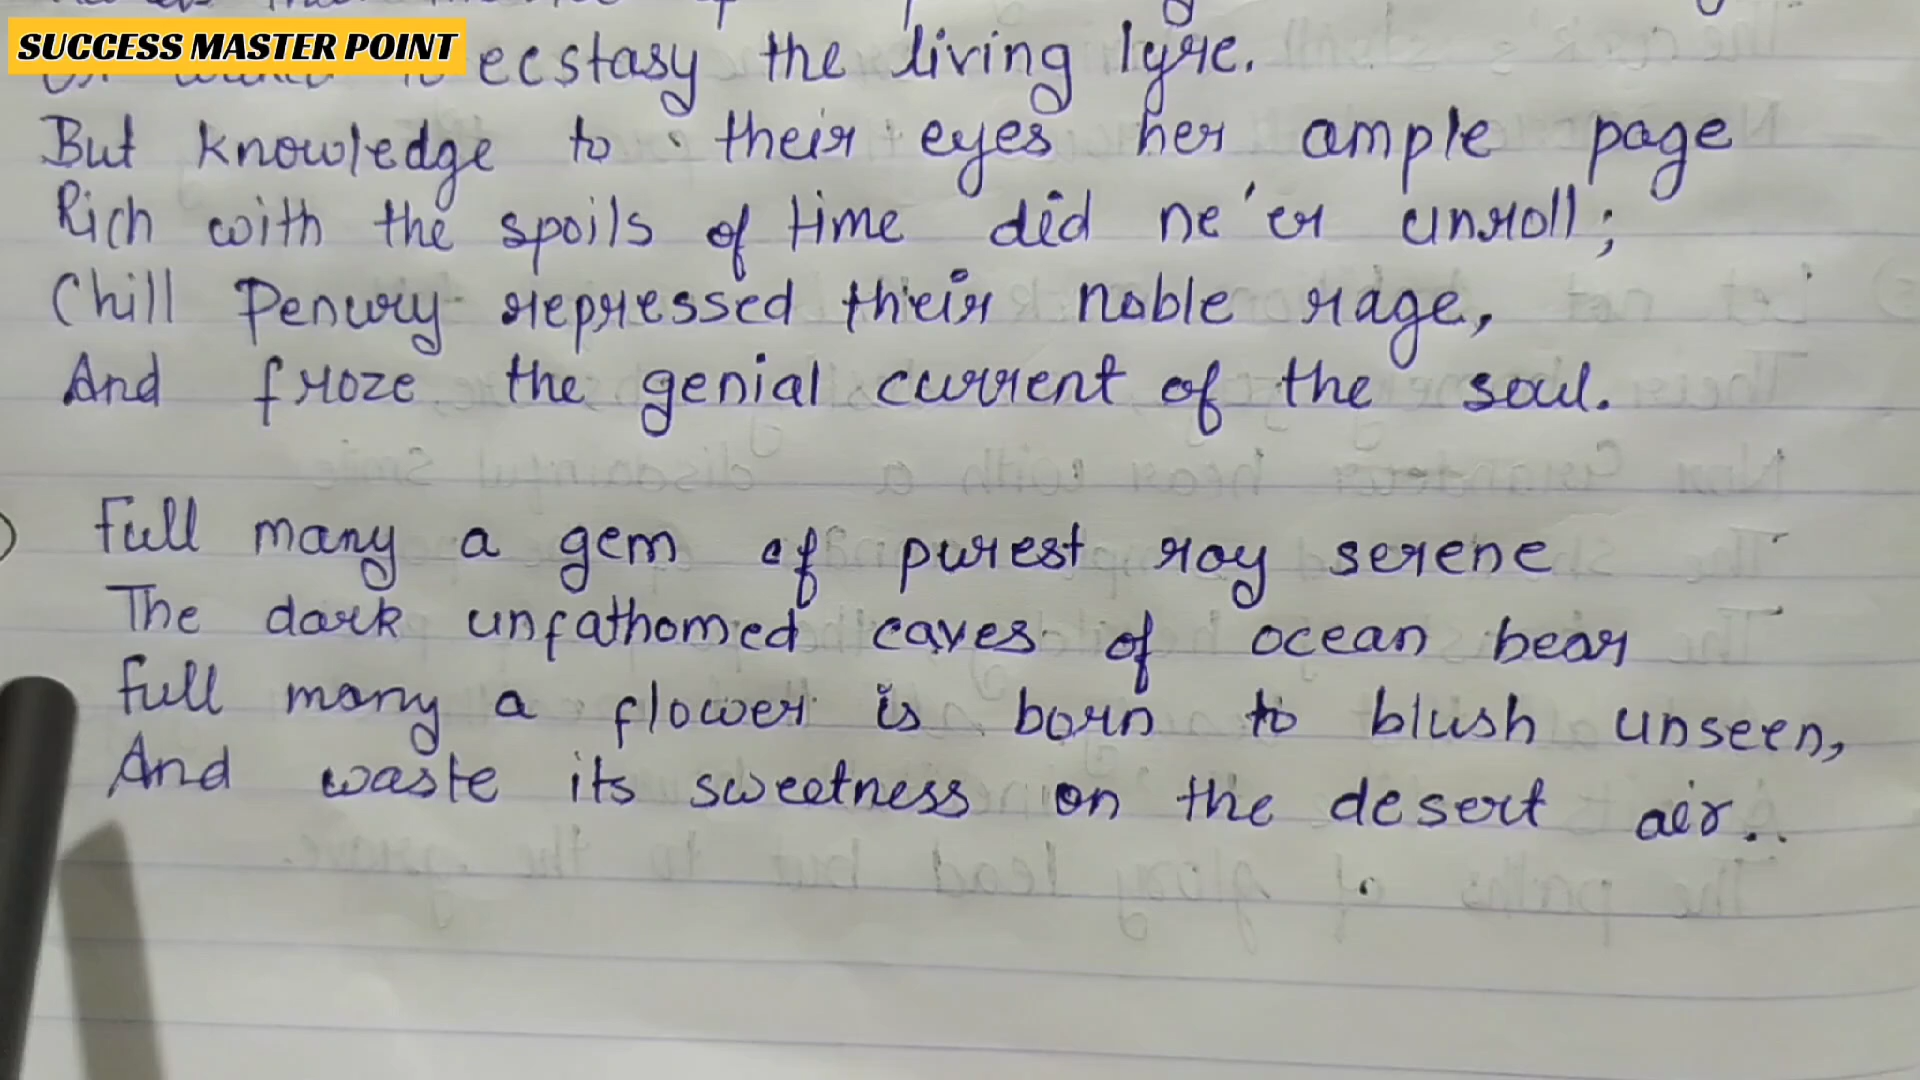 SUCCESS MASTER POINT
ecstasy the living lyre.
But knowledge to their eyes her ample page
Rich with the spoils of time did ne'er unroll;
Chill Penury repressed their noble rage,
And froze the genial current of the soul.
Full many a gem of purest ray serene
The dark unfathomed caves of ocean bear
Full many a flower is born to blush unseen,
And waste its sweetness on the desert air..